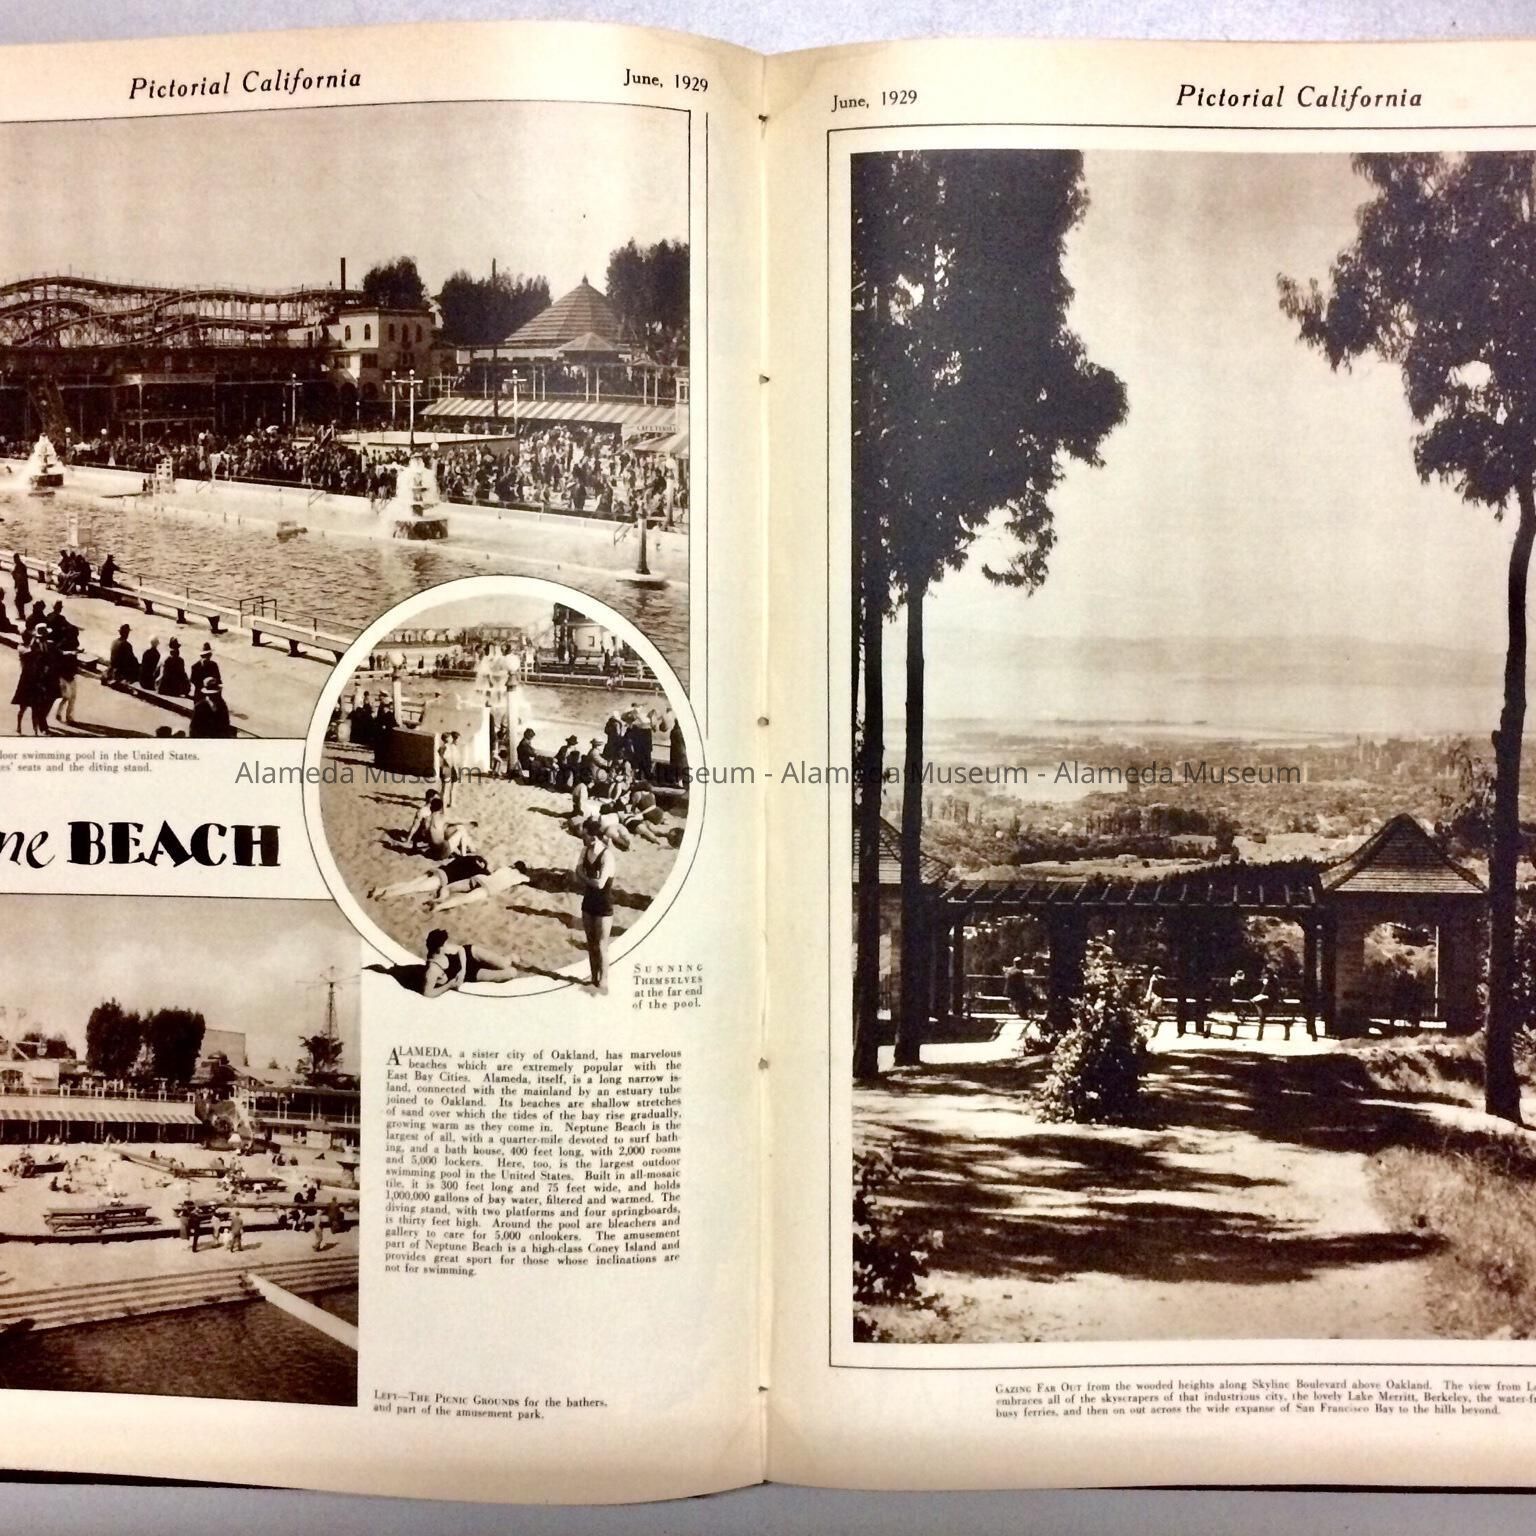 Pictorial California
June, 1929
CAFETERIA
door swimming pool in the United States.
es' seats and the diving stand.
ne BEACH
SUNNING
THEMSELVES
at the far end
of the pool.
ALAMEDA, a sister city of Oakland, has marvelous
beaches which are extremely popular with the
East Bay Cities. Alameda, itself, is a long narrow is-
land, connected with the mainland by an estuary tube
joined to Oakland. Its beaches are shallow stretches
of sand over which the tides of the bay rise gradually,
growing warm as they come in. Neptune Beach is the
largest of all, with a quarter-mile devoted to surf bath-
ing, and a bath house, 400 feet long, with 2,000 rooms
and 5,000 lockers. Here, too, is the largest outdoor
swimming pool in the United States. Built in all-mosaic
tile, it is 300 feet long and 75 feet wide, and holds
1,000,000 gallons of bay water, filtered and warmed. The
diving stand, with two platforms and four springboards,
is thirty feet high. Around the pool are bleachers and
gallery to care for 5,000 onlookers. The amusement
part of Neptune Beach is a high-class Coney Island and
provides great sport for those whose inclinations are
not for swimming.
LEFT—THE PICNIC GROUNDS for the bathers,
and part of the amusement park.
June, 1929
Pictorial California
GAZING FAR OUT from the wooded heights along Skyline Boulevard above Oakland. The view from
embraces all of the skyscrapers of that industrious city, the lovely Lake Merritt, Berkeley, the
busy ferries, and then on out across the wide expanse of San Francisco Bay to the hills beyond.
Alameda Museum - Alameda Museum - Alameda Museum - Alameda Museum